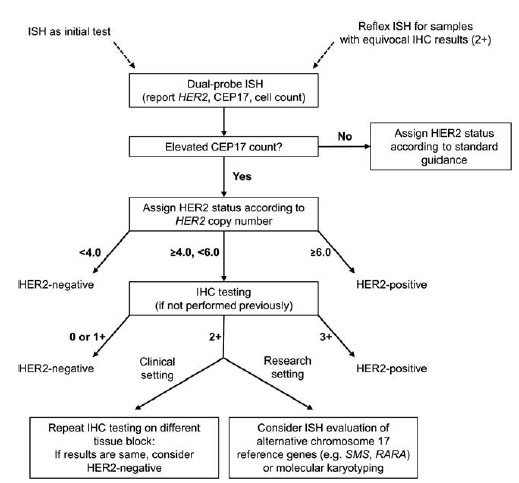 ISH as initial test
Reflex ISH for samples
with equivocal IHC results (2+)
Dual-probe ISH
(report HER2, CEP17, cell count)
Elevated CEP17 count?
No
Assign HER2 status
according to standard
guidance
Yes
Assign HER2 status according to
HER2 copy number
<4.0
≥4.0, <6.0
≥6.0
HER2-negative
IHC testing
(if not performed previously)
HER2-positive
0 or 1+
2+
3+
HER2-negative
Clinical
setting
Research
setting
HER2-positive
Repeat IHC testing on different
tissue block:
If results are same, consider
HER2-negative
Consider ISH evaluation of
alternative chromosome 17
reference genes (e.g. SMS, RARA)
or molecular karyotyping